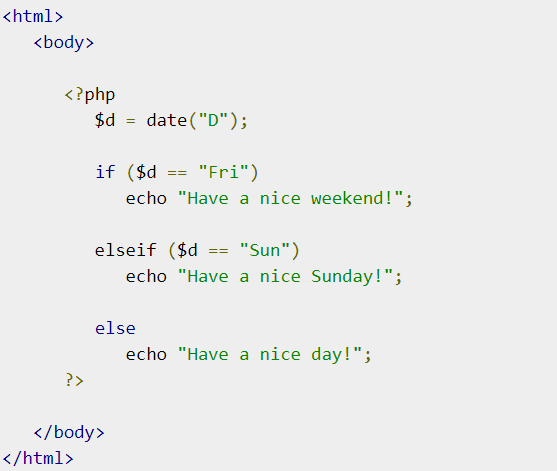 <html>
<body>
<?php
$d = date("D");
if ($d == "Fri")
echo "Have a nice weekend!";
elseif ($d == "Sun")
echo "Have a nice Sunday!";
else
echo "Have a nice day!";
?>
</body>
</html>